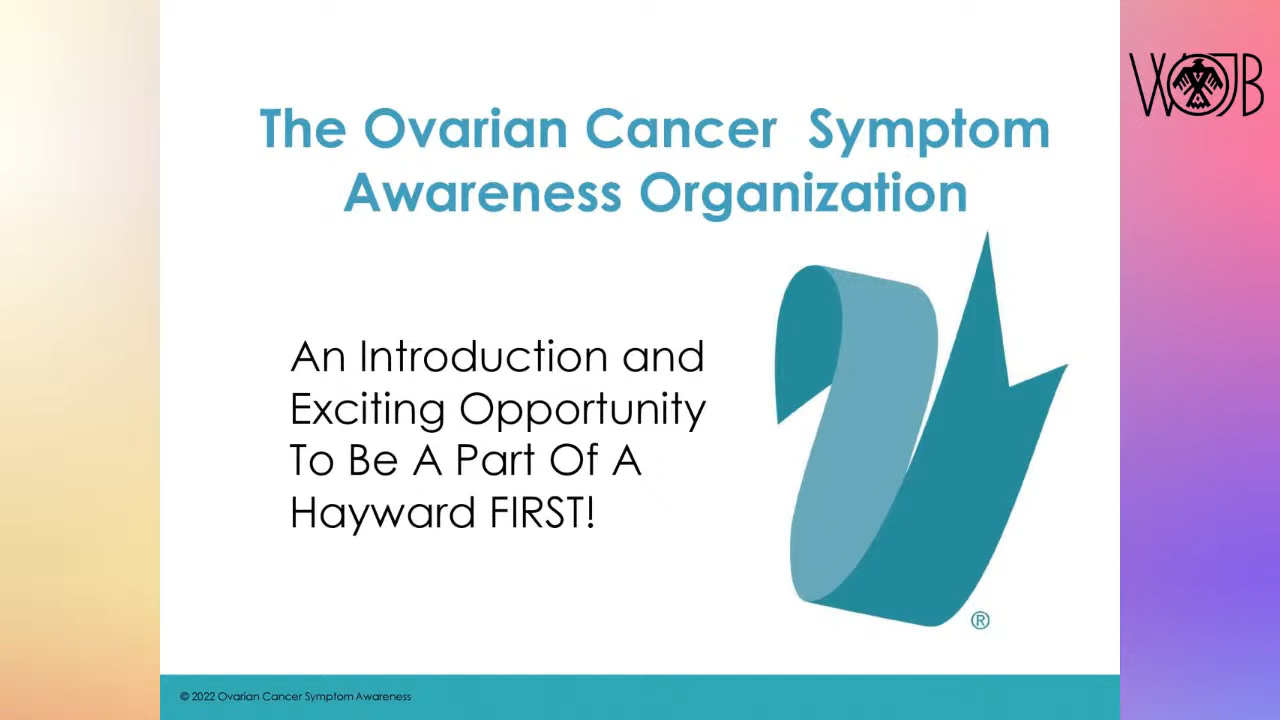 The Ovarian Cancer Symptom
Awareness Organization
WOJB
An Introduction and
Exciting Opportunity
To Be A Part Of A
Hayward FIRST!
®
© 2022 Ovarian Cancer Symptom Awareness